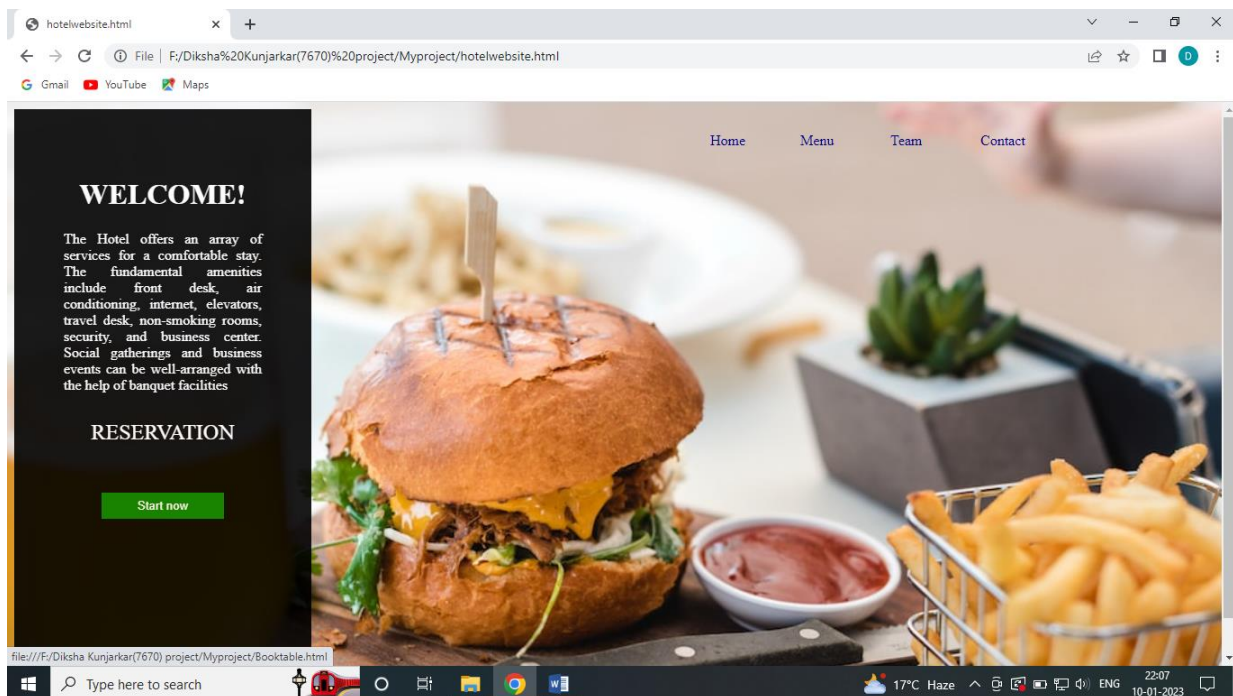 hotelwebsite.html
File | F:/Diksha%20Kunjarkar(7670)%20project/Myproject/hotelwebsite.html
D
Gmail YouTube Maps
Home Menu Team Contact
WELCOME!
The Hotel offers an array of
services for a comfortable stay.
The fundamental amenities
include front desk, air
conditioning, internet, elevators,
travel desk, non-smoking rooms,
security, and business center.
Social gatherings and business
events can be well-arranged with
the help of banquet facilities
RESERVATION
Start now
file:///F:/Diksha Kunjarkar(7670) project/Myproject/Booktable.html
Type here to search
17°C Haze ENG
22:07
10-01-2023